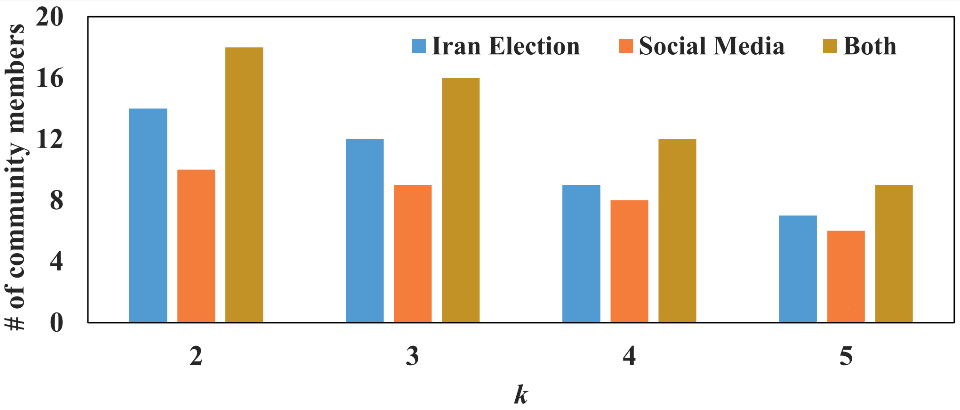 # of community members
20
16
12
8
4
0
Iran Election Social Media Both
2 3 4 5
k